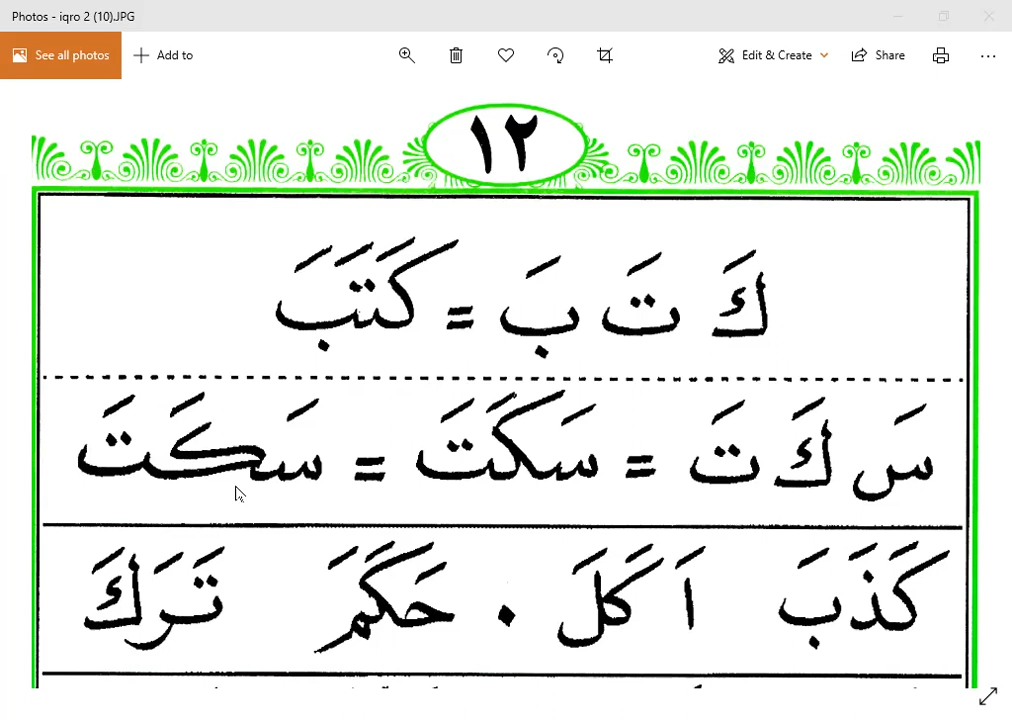 Photos - iqro 2 (10).JPG
See all photos Add to Edit & Create Share
١٢
كَ تَ بَ = كَتَبَ
سَ كَ تَ = سَكَتَ = سَكَتَ
كَذَبَ اَكَلَ . حَكَمَ تَرَكَ